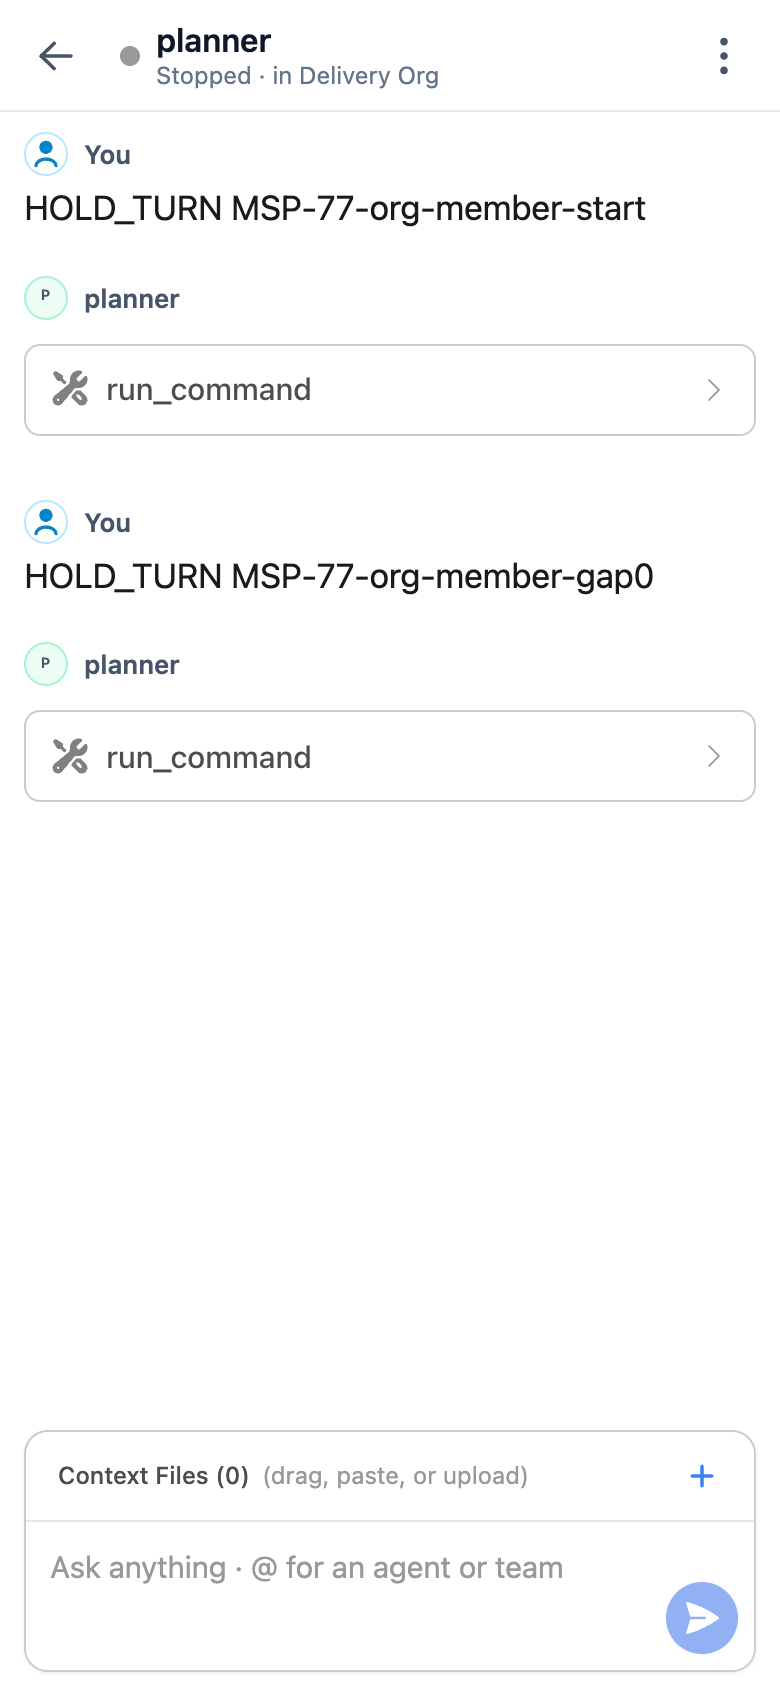 planner
Stopped · in Delivery Org
You
HOLD_TURN MSP-77-org-member-start
P
planner
run_command
You
HOLD_TURN MSP-77-org-member-gap0
P
planner
run_command
Context Files (0) (drag, paste, or upload)
Ask anything · @ for an agent or team